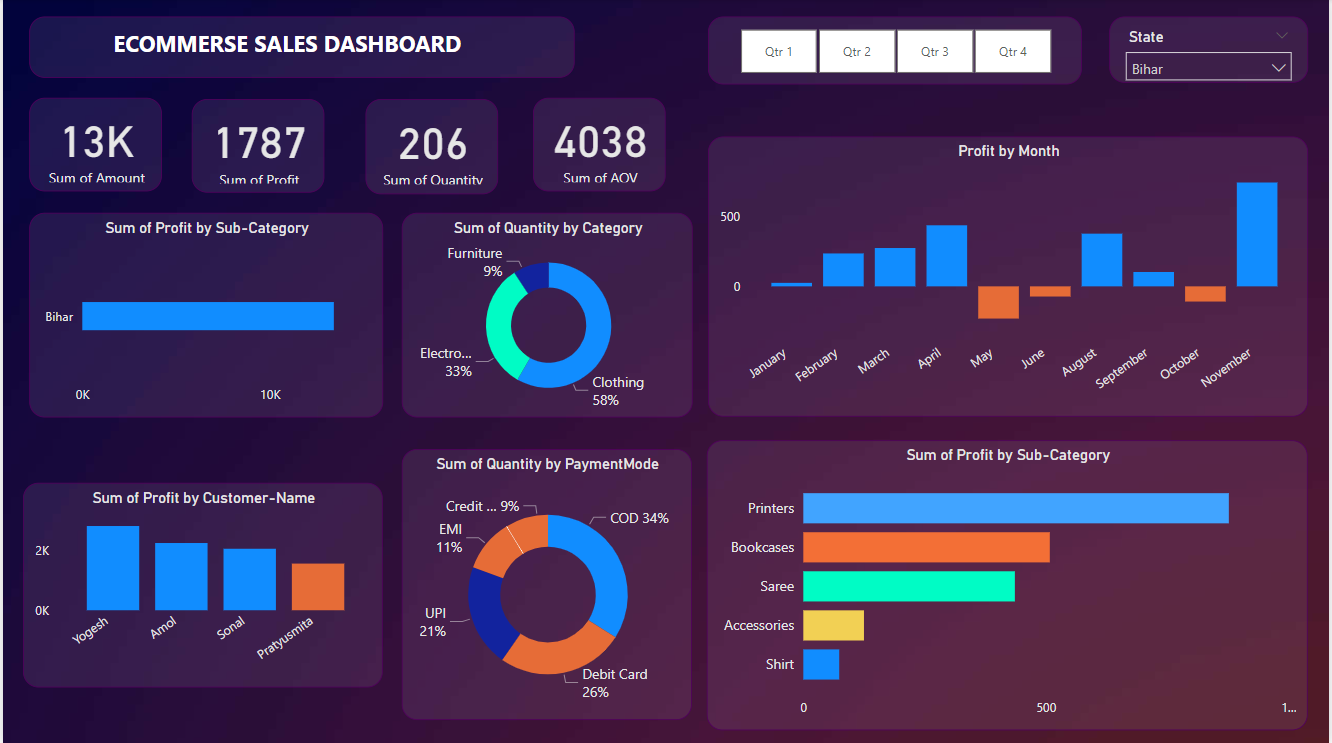 ECOMMERSE SALES DASHBOARD
Qtr 1
Qtr 2
Qtr 3
Qtr 4
State
Bihar
13K
Sum of Amount
1787
Sum of Profit
206
Sum of Quantity
4038
Sum of AOV
Sum of Profit by Sub-Category
Bihar
0K
10K
Sum of Quantity by Category
Furniture
9%
Electro...
33%
Clothing
58%
Profit by Month
500
0
January
February
March
April
May
June
August
September
October
November
Sum of Profit by Customer-Name
2K
0K
Yogesh
Amol
Sonal
Pratyusmita
Sum of Quantity by PaymentMode
Credit ... 9%
COD 34%
EMI
11%
UPI
21%
Debit Card
26%
Sum of Profit by Sub-Category
Printers
Bookcases
Saree
Accessories
Shirt
0
500
1...